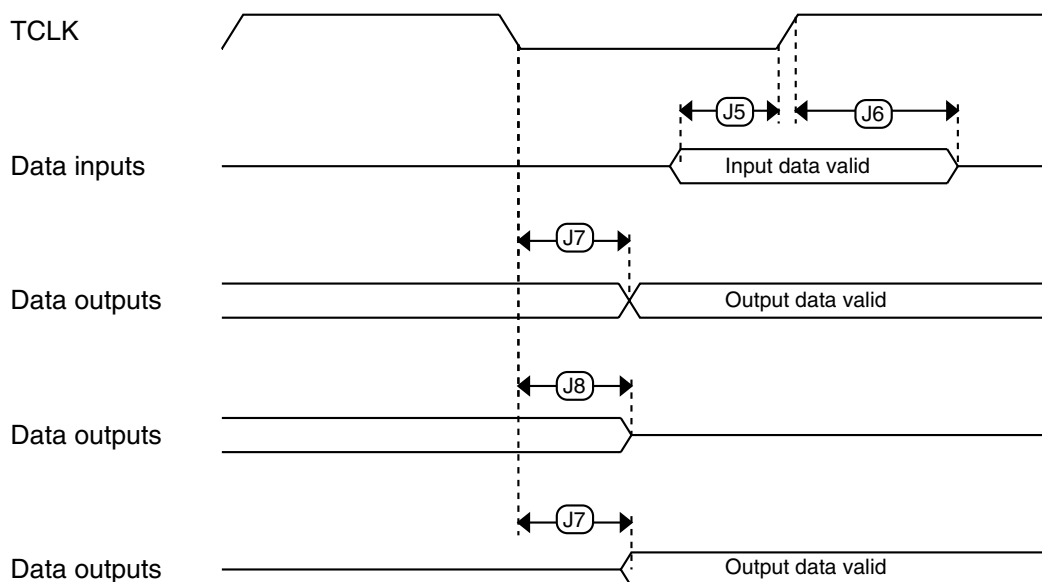 TCLK
J5
J6
Data inputs
Input data valid
J7
Data outputs
Output data valid
J8
Data outputs
J7
Data outputs
Output data valid